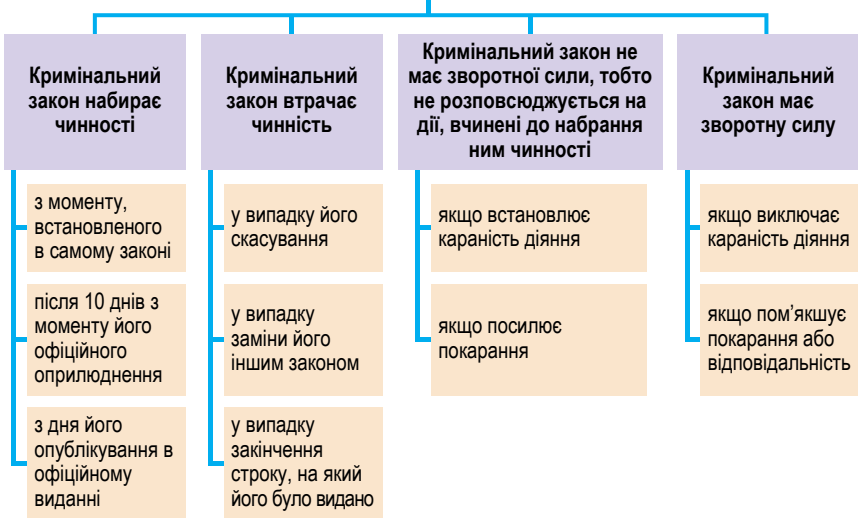 Кримінальний
закон набирає
чинності
з моменту,
встановленого
в самому законі
після 10 днів з
моменту його
офіційного
оприлюднення
з дня його
опублікування в
офіційному
виданні
Кримінальний
закон втрачає
чинність
у випадку його
скасування
у випадку
заміни його
іншим законом
у випадку
закінчення
строку, на який
його було видано
Кримінальний закон не
має зворотної сили, тобто
не розповсюджується на
дії, вчинені до набрання
ним чинності
якщо встановлює
караність діяння
якщо посилює
покарання
Кримінальний
закон має
зворотну силу
якщо виключає
караність діяння
якщо пом’якшує
покарання або
відповідальність